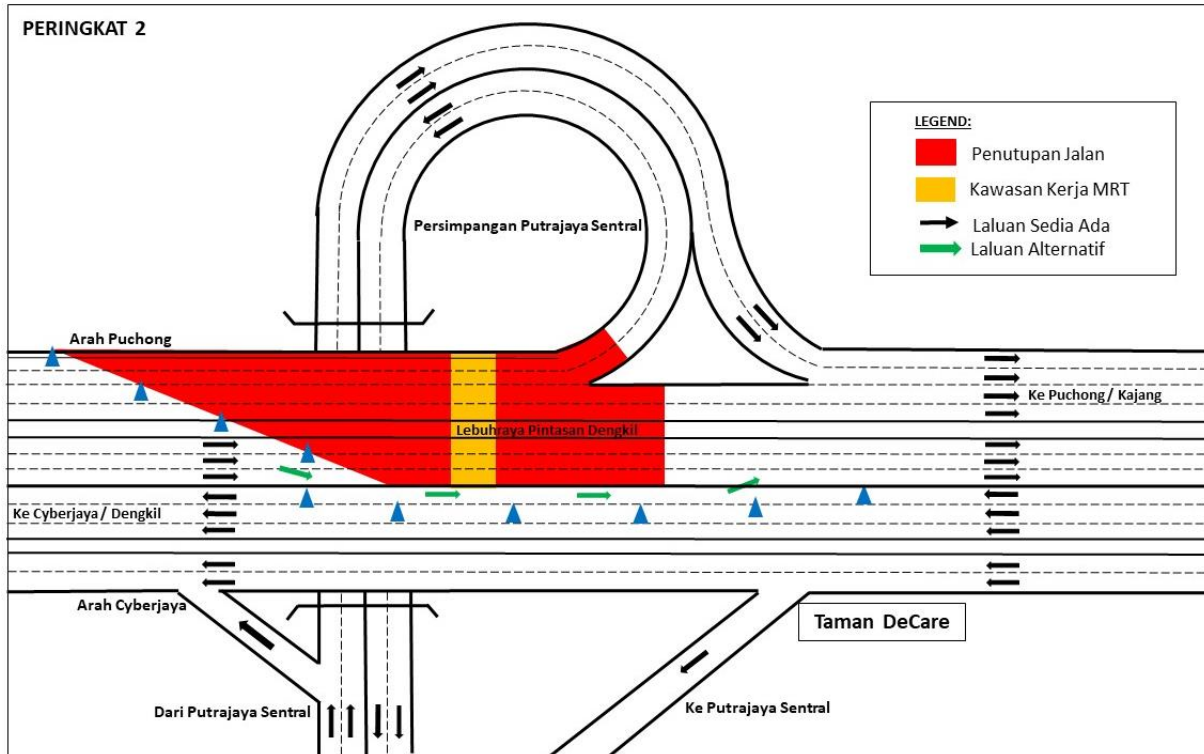 PERINGKAT 2
LEGEND:
Penutupan Jalan
Kawasan Kerja MRT
Laluan Sedia Ada
Laluan Alternatif
Persimpangan Putrajaya Sentral
Arah Puchong
Ke Puchong / Kajang
Lebuhraya Pintasan Dengkil
Ke Cyberjaya / Dengkil
Arah Cyberjaya
Taman DeCare
Dari Putrajaya Sentral
Ke Putrajaya Sentral